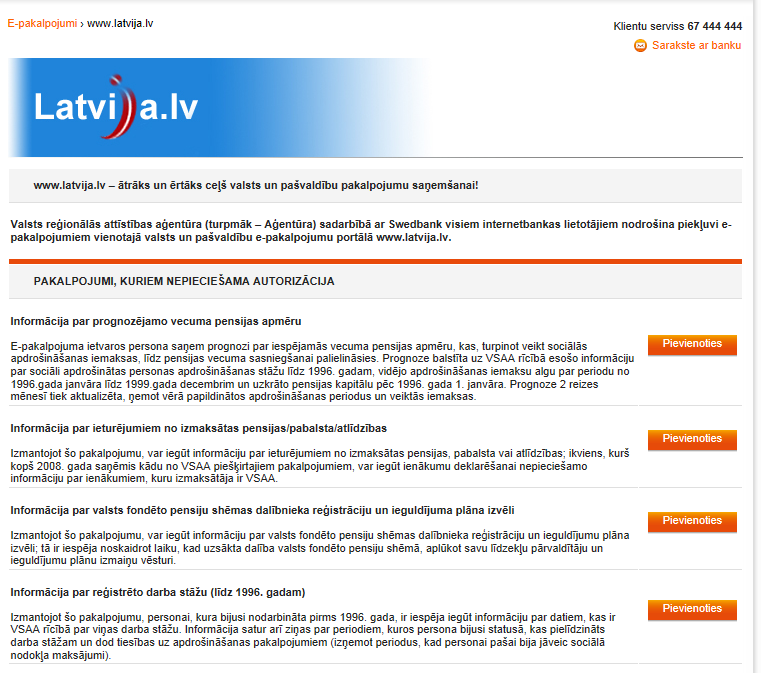 E-pakalpojumi › www.latvija.lv
Klientu serviss 67 444 444
Sarakste ar banku
Latvija.lv
www.latvija.lv – ātrāks un ērtāks ceļš valsts un pašvaldību pakalpojumu saņemšanai!
Valsts reģionālās attīstības aģentūra (turpmāk – Aģentūra) sadarbībā ar Swedbank visiem internetbankas lietotājiem nodrošina piekļuvi e-
pakalpojumiem vienotajā valsts un pašvaldību e-pakalpojumu portālā www.latvija.lv.
PAKALPOJUMI, KURIEM NEPIECIEŠAMA AUTORIZĀCIJA
Informācija par prognozējamo vecuma pensijas apmēru
E-pakalpojuma ietvaros persona saņem prognozi par iespējamās vecuma pensijas apmēru, kas, turpinot veikt sociālās
apdrošināšanas iemaksas, līdz pensijas vecuma sasniegšanai palielināsies. Prognoze balstīta uz VSAA rīcībā esošo informāciju
par sociāli apdrošinātas personas apdrošināšanas stāžu līdz 1996. gadam, vidējo apdrošināšanas iemaksu algu par periodu no
1996.gada janvāra līdz 1999.gada decembrim un uzkrāto pensijas kapitālu pēc 1996. gada 1. janvāra. Prognoze 2 reizes
mēnesī tiek aktualizēta, ņemot vērā papildinātos apdrošināšanas periodus un veiktās iemaksas.
Pievienoties
Informācija par ieturējumiem no izmaksātas pensijas/pabalsta/atlīdzības
Izmantojot šo pakalpojumu, var iegūt informāciju par ieturējumiem no izmaksātas pensijas, pabalsta vai atlīdzības; ikviens, kurš
kopš 2008. gada saņēmis kādu no VSAA piešķirtajiem pakalpojumiem, var iegūt ienākumu deklarēšanai nepieciešamo
informāciju par ienākumiem, kuru izmaksātāja ir VSAA.
Pievienoties
Informācija par valsts fondēto pensiju shēmas dalībnieka reģistrāciju un ieguldījuma plāna izvēli
Izmantojot šo pakalpojumu, var iegūt informāciju par valsts fondēto pensiju shēmas dalībnieka reģistrāciju un ieguldījumu plāna
izvēli; tā ir iespēja noskaidrot laiku, kad uzsākta dalība valsts fondēto pensiju shēmā, aplūkot savu līdzekļu pārvaldītāju un
ieguldījumu plānu izmaiņu vēsturi.
Pievienoties
Informācija par reģistrēto darba stāžu (līdz 1996. gadam)
Izmantojot šo pakalpojumu, personai, kura bijusi nodarbināta pirms 1996. gada, ir iespēja iegūt informāciju par datiem, kas ir
VSAA rīcībā par viņas darba stāžu. Informācija satur arī ziņas par periodiem, kuros persona bijusi statusā, kas pielīdzināts
darba stāžam un dod tiesības uz apdrošināšanas pakalpojumiem (izņemot periodus, kad personai pašai bija jāveic sociālā
nodokļa maksājumi).
Pievienoties